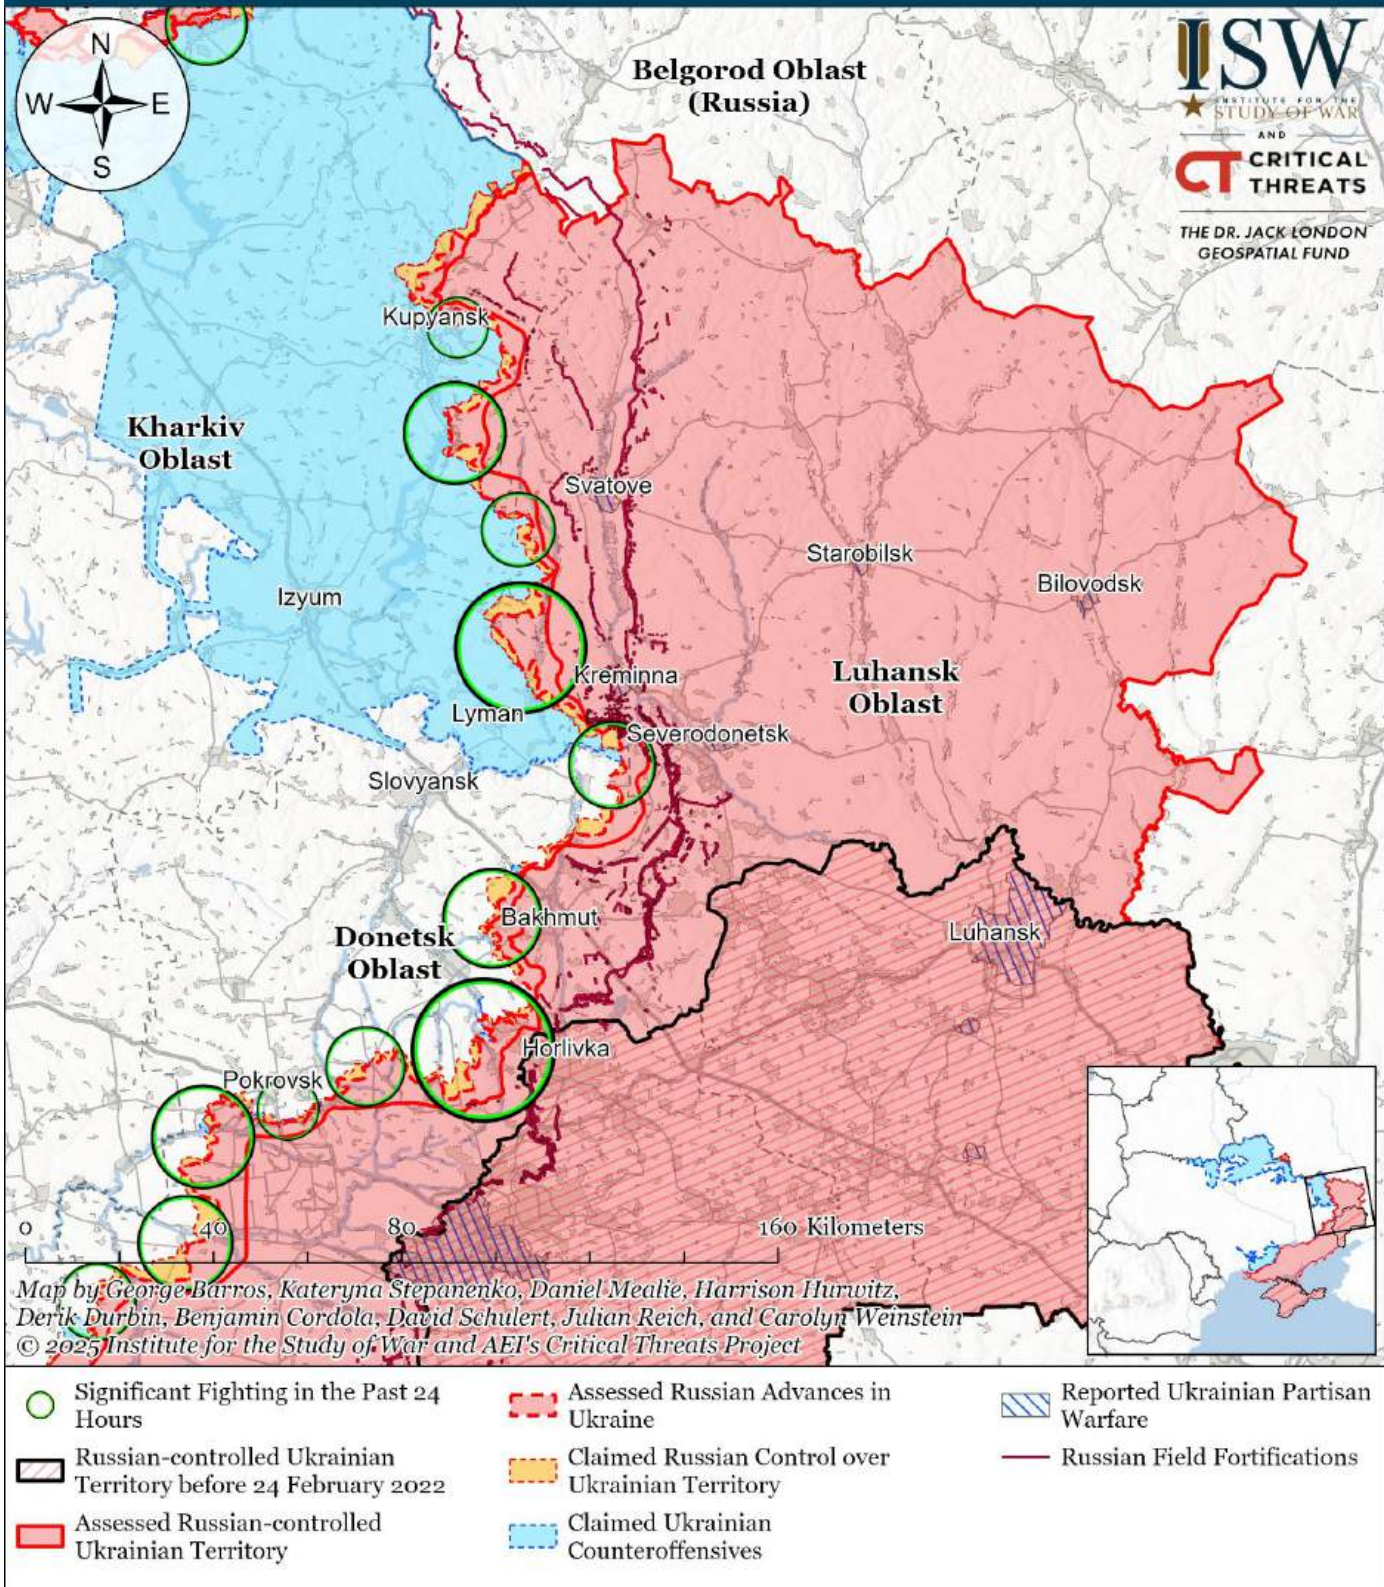 N
W E
S
Belgorod Oblast
(Russia)
ISW
INSTITUTE FOR THE
STUDY OF WAR
AND
CT CRITICAL
THREATS
THE DR. JACK LONDON
GEOSPATIAL FUND
Kupyansk
Kharkiv
Oblast
Svatove
Starobilsk
Bilovodsk
Izyum
Kreminna
Luhansk
Oblast
Lyman
Severodonetsk
Slovyansk
Bakhmut
Luhansk
Donetsk
Oblast
Horlivka
Pokrovsk
0 40 80 160 Kilometers
Map by George Barros, Kateryna Stepanenko, Daniel Mealie, Harrison Hurwitz,
Derik Durbin, Benjamin Cordola, David Schulert, Julian Reich, and Carolyn Weinstein
© 2025 Institute for the Study of War and AEI's Critical Threats Project
Significant Fighting in the Past 24
Hours
Russian-controlled Ukrainian
Territory before 24 February 2022
Assessed Russian-controlled
Ukrainian Territory
Assessed Russian Advances in
Ukraine
Claimed Russian Control over
Ukrainian Territory
Claimed Ukrainian
Counteroffensives
Reported Ukrainian Partisan
Warfare
Russian Field Fortifications